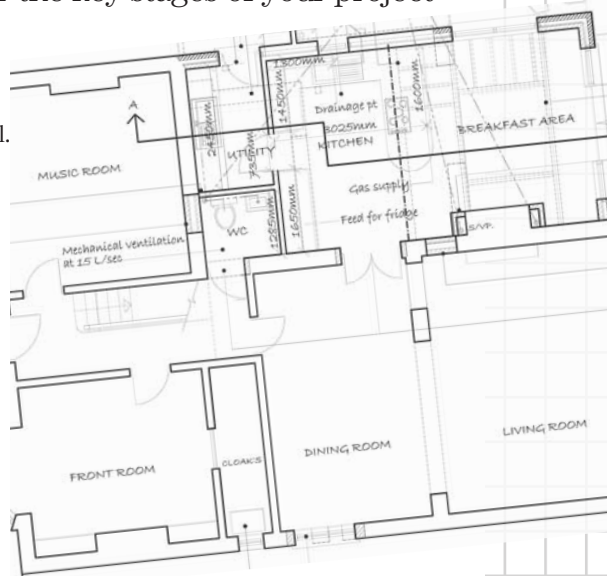 the key stages of your project
l.
A
MUSIC ROOM
Mechanical ventilation
at 15 L/sec
2450mm
UTILITY
735mm
WC
1285mm
1650mm
1450mm
1300mm
Drainage pt
3025mm
KITCHEN
1600mm
BREAKFAST AREA
Gas supply
Feed for fridge
S/VP.
FRONT ROOM
CLOAKS
DINING ROOM
LIVING ROOM